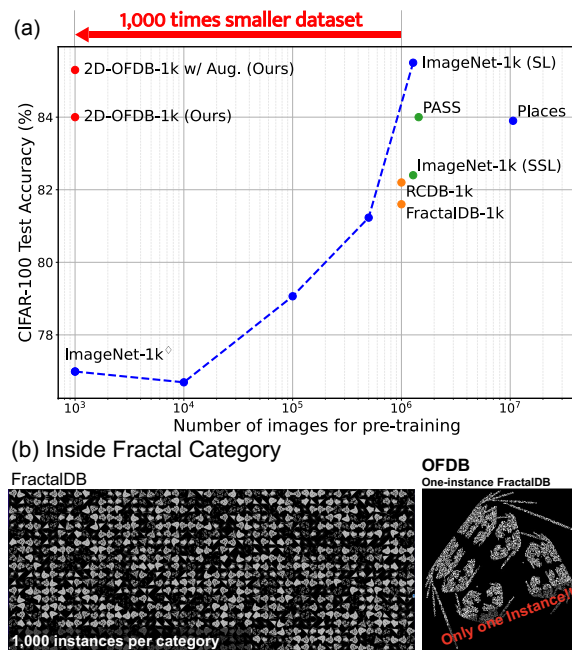 (a)
1,000 times smaller dataset
2D-OFDB-1k w/ Aug. (Ours)
ImageNet-1k (SL)
2D-OFDB-1k (Ours)
PASS
Places
ImageNet-1k (SSL)
RCDB-1k
FractalDB-1k
ImageNet-1k◊
84
82
80
78
CIFAR-100 Test Accuracy (%)
10³ 10⁴ 10⁵ 10⁶ 10⁷
Number of images for pre-training
(b) Inside Fractal Category
FractalDB
1,000 instances per category
OFDB
One-instance FractalDB
Only one instance!!